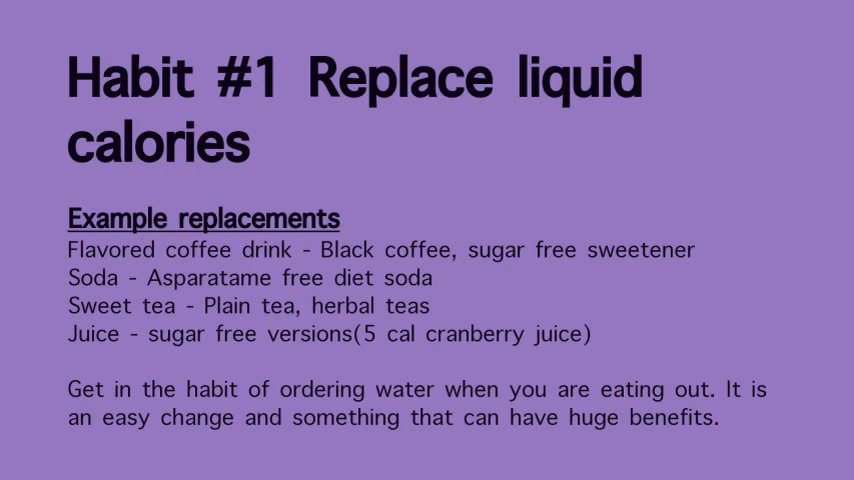 Habit #1 Replace liquid
calories
Example replacements
Flavored coffee drink - Black coffee, sugar free sweetener
Soda - Asparatame free diet soda
Sweet tea - Plain tea, herbal teas
Juice - sugar free versions(5 cal cranberry juice)
Get in the habit of ordering water when you are eating out. It is
an easy change and something that can have huge benefits.